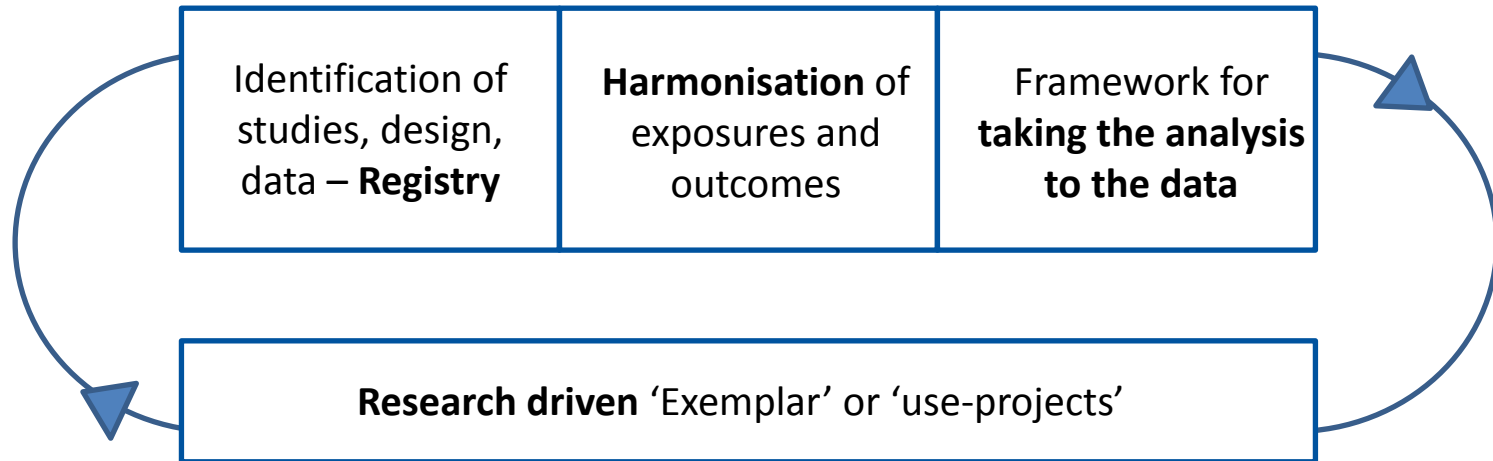 Identification of
studies, design,
data – Registry
Harmonisation of
exposures and
outcomes
Framework for
taking the analysis
to the data
Research driven ‘Exemplar’ or ‘use-projects’